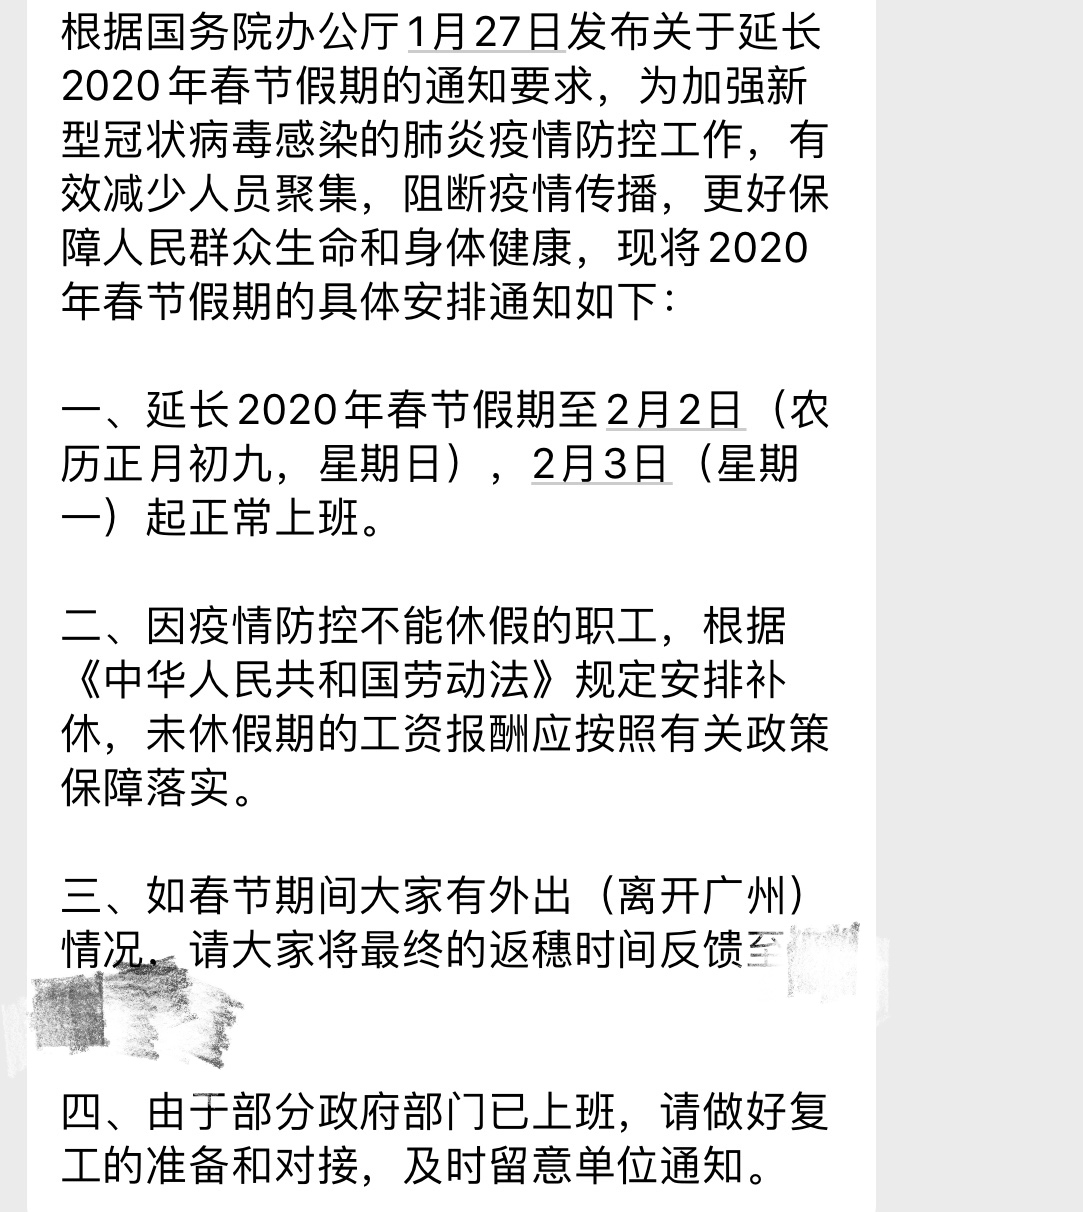 根据国务院办公厅1月27日发布关于延长
2020年春节假期的通知要求，为加强新
型冠状病毒感染的肺炎疫情防控工作，有
效减少人员聚集，阻断疫情传播，更好保
障人民群众生命和身体健康，现将2020
年春节假期的具体安排通知如下：
一、延长2020年春节假期至2月2日（农
历正月初九，星期日），2月3日（星期
一）起正常上班。
二、因疫情防控不能休假的职工，根据
《中华人民共和国劳动法》规定安排补
休，未休假期的工资报酬应按照有关政策
保障落实。
三、如春节期间大家有外出（离开广州）
情况，请大家将最终的返穗时间反馈至
四、由于部分政府部门已上班，请做好复
工的准备和对接，及时留意单位通知。